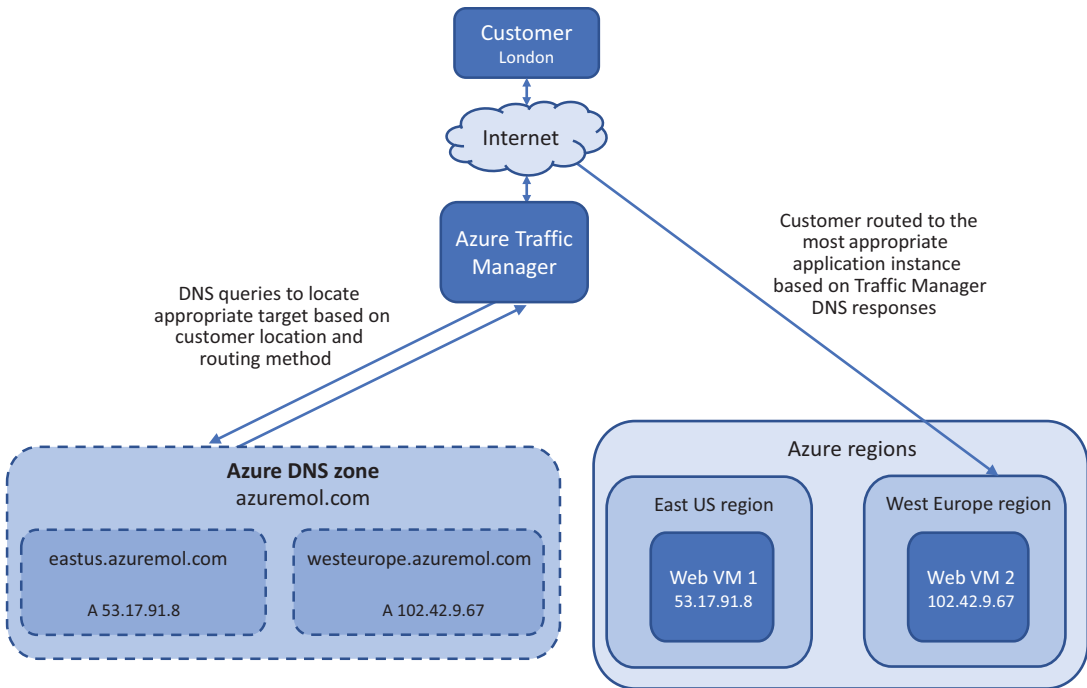 Customer
London
Internet
Azure Traffic
Manager
Customer routed to the
most appropriate
application instance
based on Traffic Manager
DNS responses
DNS queries to locate
appropriate target based on
customer location and
routing method
Azure DNS zone
azuremol.com
eastus.azuremol.com
A 53.17.91.8
westeurope.azuremol.com
A 102.42.9.67
Azure regions
East US region
Web VM 1
53.17.91.8
West Europe region
Web VM 2
102.42.9.67